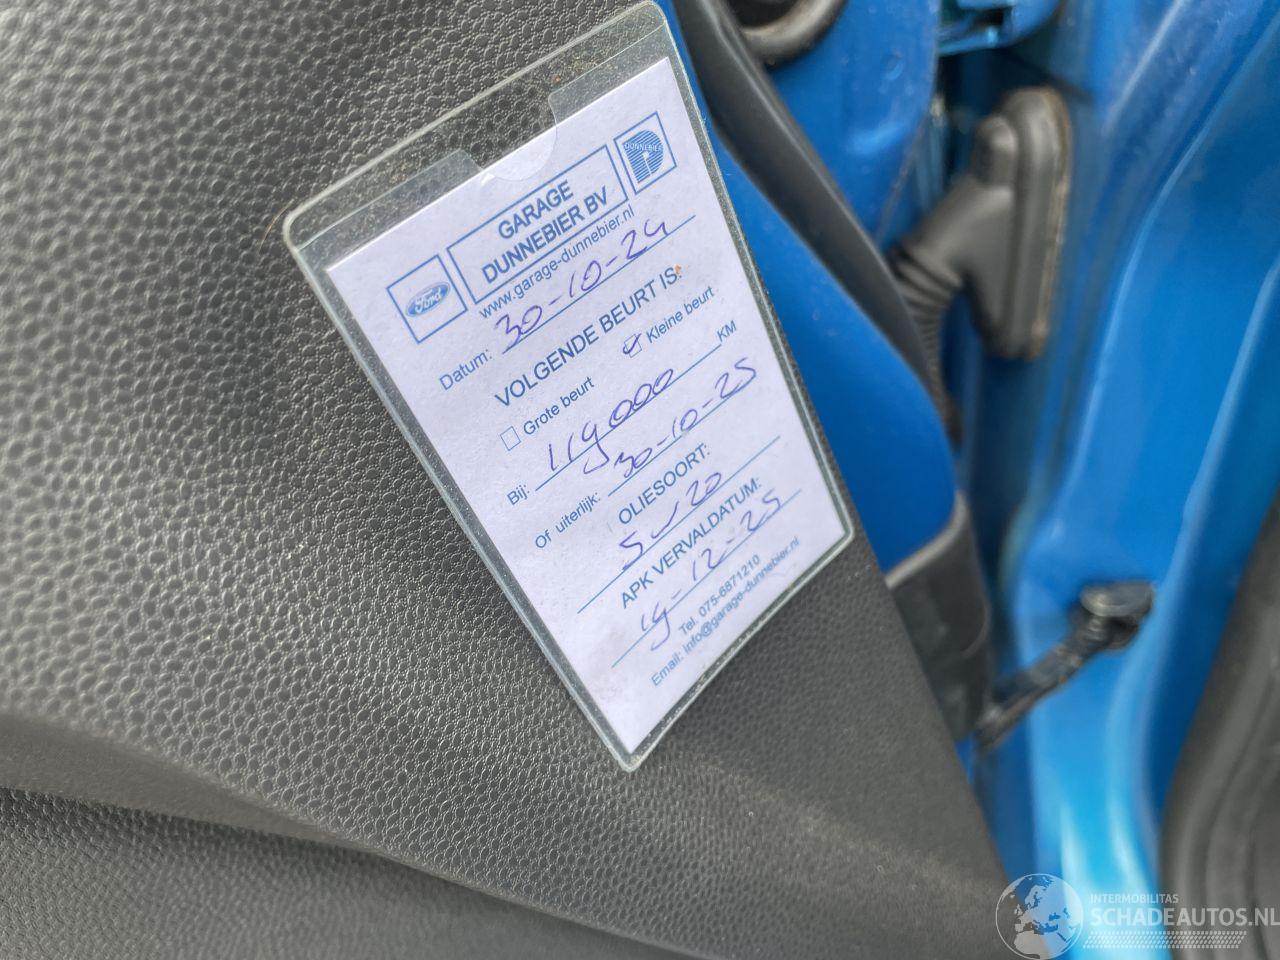 Ford
GARAGE
DUNNEBIER BV
DUNNEBIER
www.garage-dunnebier.nl
Datum: 30-10-24
VOLGENDE BEURT IS:
Grote beurt Kleine beurt
Bij: 119000 KM
Of uiterlijk: 30-10-25
OLIESOORT:
5w20
APK VERVALDATUM:
19-12-25
Tel. 075-6871210
Email: info@garage-dunnebier.nl
INTERMOBILITAS
SCHADEAUTOS.NL